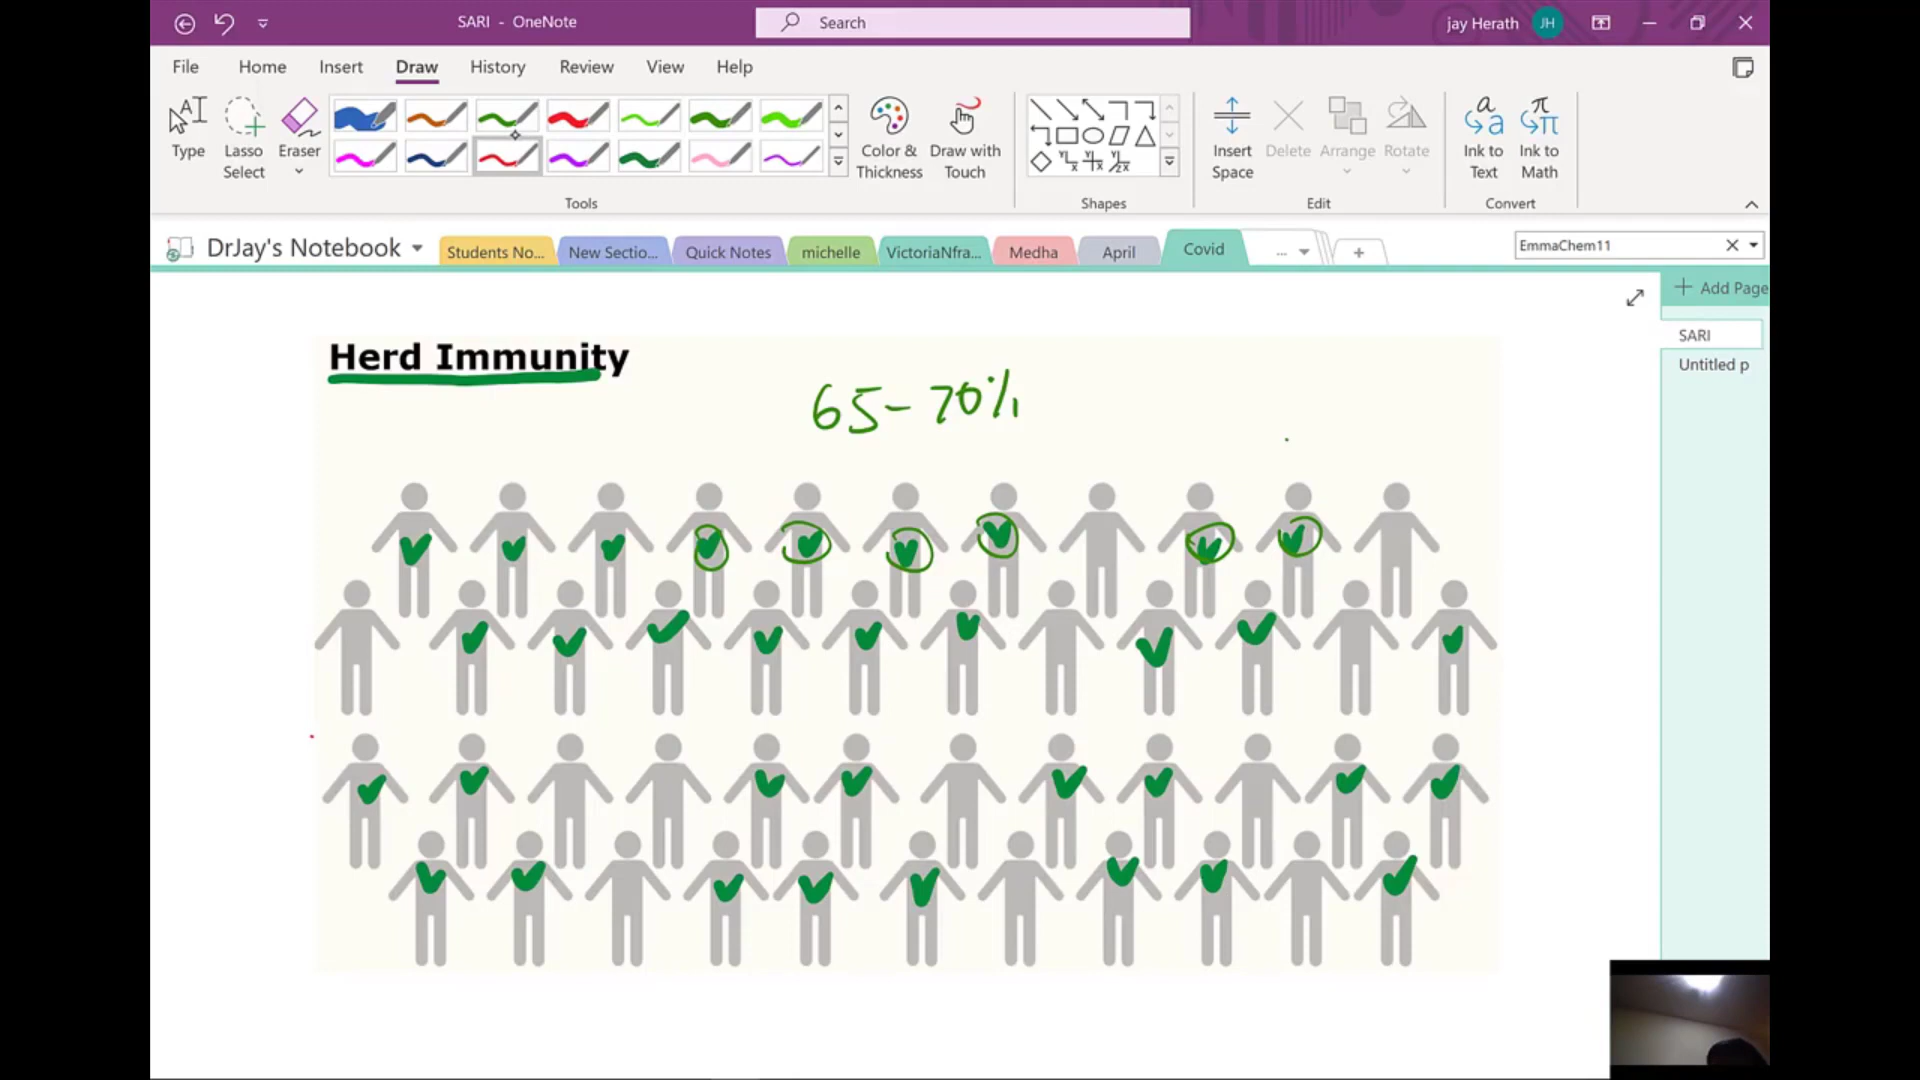 SARI - OneNote
Search
jay Herath JH
File Home Insert Draw History Review View Help
Type
Lasso Select
Eraser
Color & Thickness
Draw with Touch
Insert Space
Delete
Arrange
Rotate
Ink to Text
Ink to Math
Tools Shapes Edit Convert
DrJay's Notebook
Students No... New Sectio... Quick Notes michelle VictoriaNfra... Medha April Covid ...
EmmaChem11
Add Page
SARI
Untitled p
Herd Immunity
65-70%